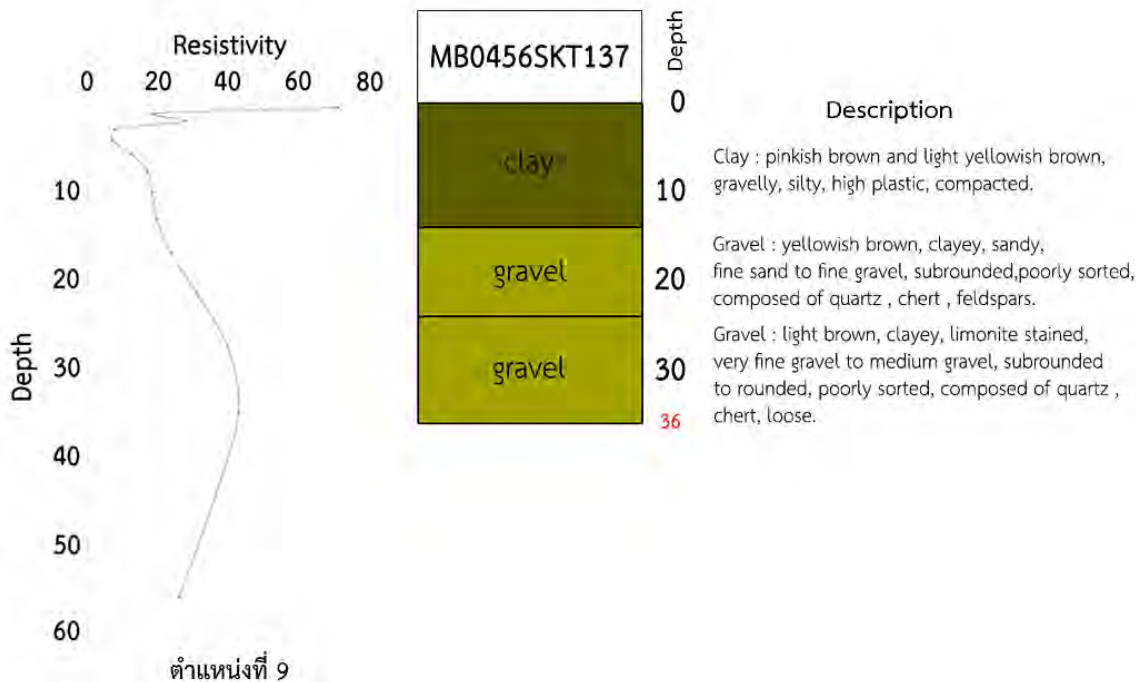 Resistivity
0 20 40 60 80
Depth
10
20
30
40
50
60
ตำแหน่งที่ 9
MB0456SKT137
clay
gravel
gravel
Depth
0
10
20
30
36
Description
Clay : pinkish brown and light yellowish brown,
gravelly, silty, high plastic, compacted.
Gravel : yellowish brown, clayey, sandy,
fine sand to fine gravel, subrounded,poorly sorted,
composed of quartz , chert , feldspars.
Gravel : light brown, clayey, limonite stained,
very fine gravel to medium gravel, subrounded
to rounded, poorly sorted, composed of quartz ,
chert, loose.